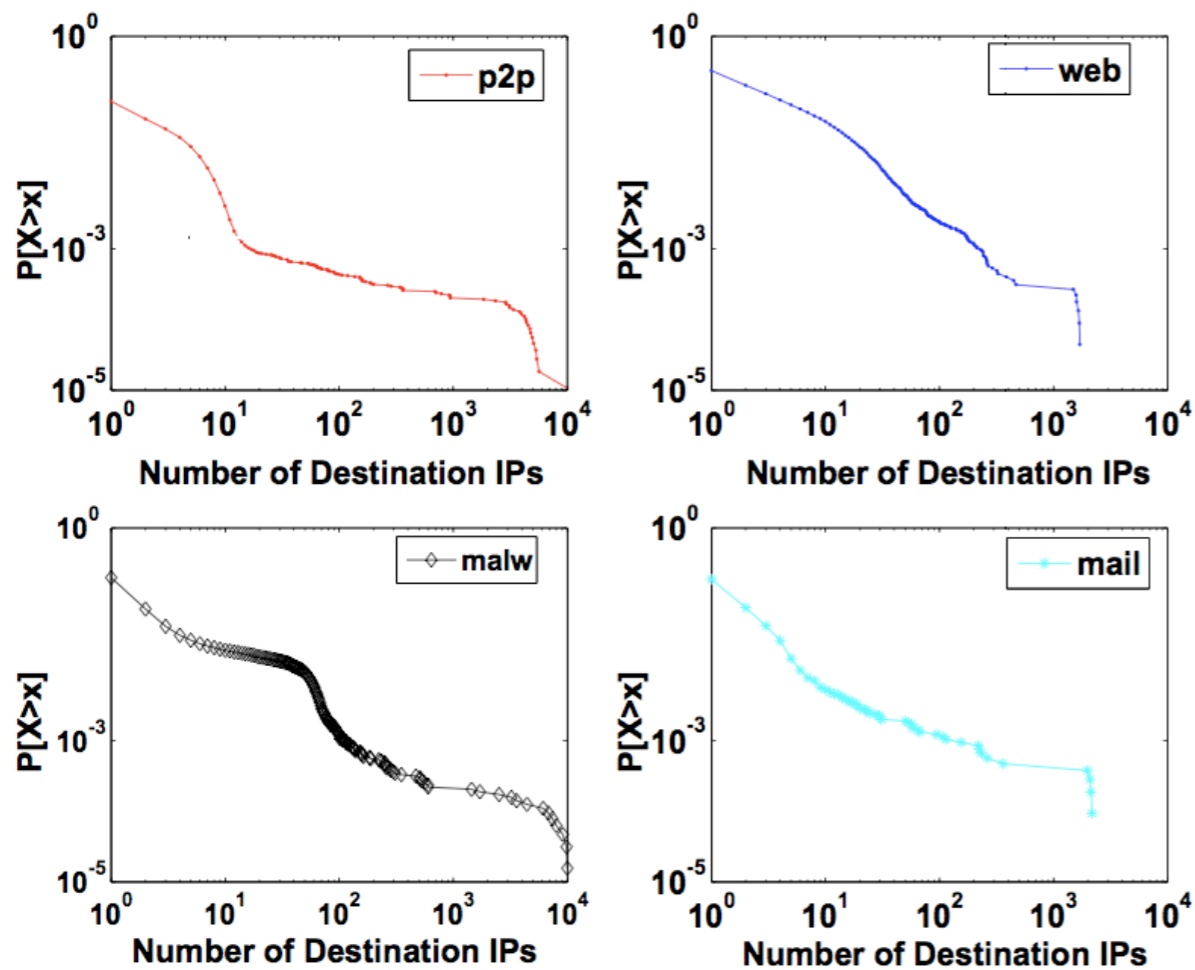 10^0
p2p
P[X>x]
10^-3
10^-5
10^0 10^1 10^2 10^3 10^4
Number of Destination IPs
10^0
web
P[X>x]
10^-3
10^-5
10^0 10^1 10^2 10^3 10^4
Number of Destination IPs
10^0
malw
P[X>x]
10^-3
10^-5
10^0 10^1 10^2 10^3 10^4
Number of Destination IPs
10^0
mail
P[X>x]
10^-3
10^-5
10^0 10^1 10^2 10^3 10^4
Number of Destination IPs